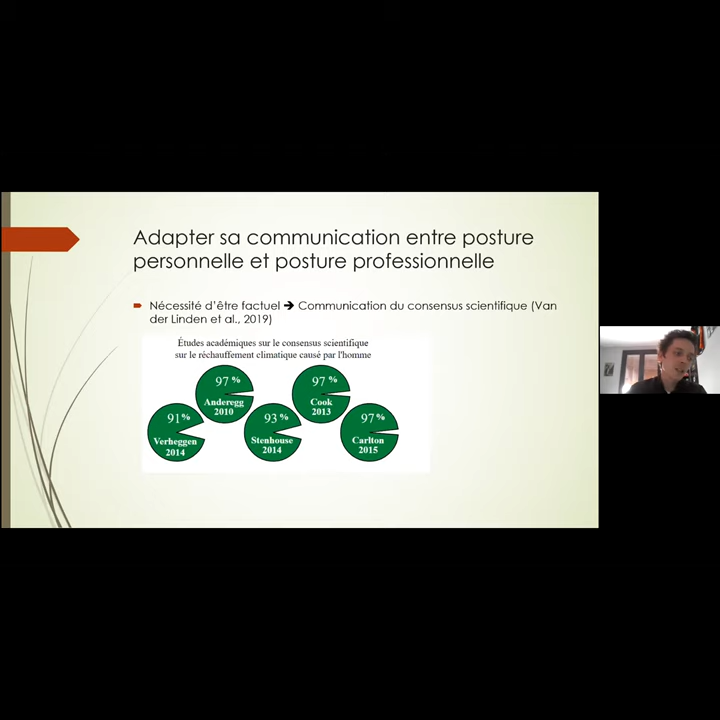 Adapter sa communication entre posture
personnelle et posture professionnelle
Nécessité d'être factuel ➔ Communication du consensus scientifique (Van
der Linden et al., 2019)
Études académiques sur le consensus scientifique
sur le réchauffement climatique causé par l'homme
97 %
Anderegg
2010
97 %
Cook
2013
91%
Verheggen
2014
93 %
Stenhouse
2014
97%
Carlton
2015